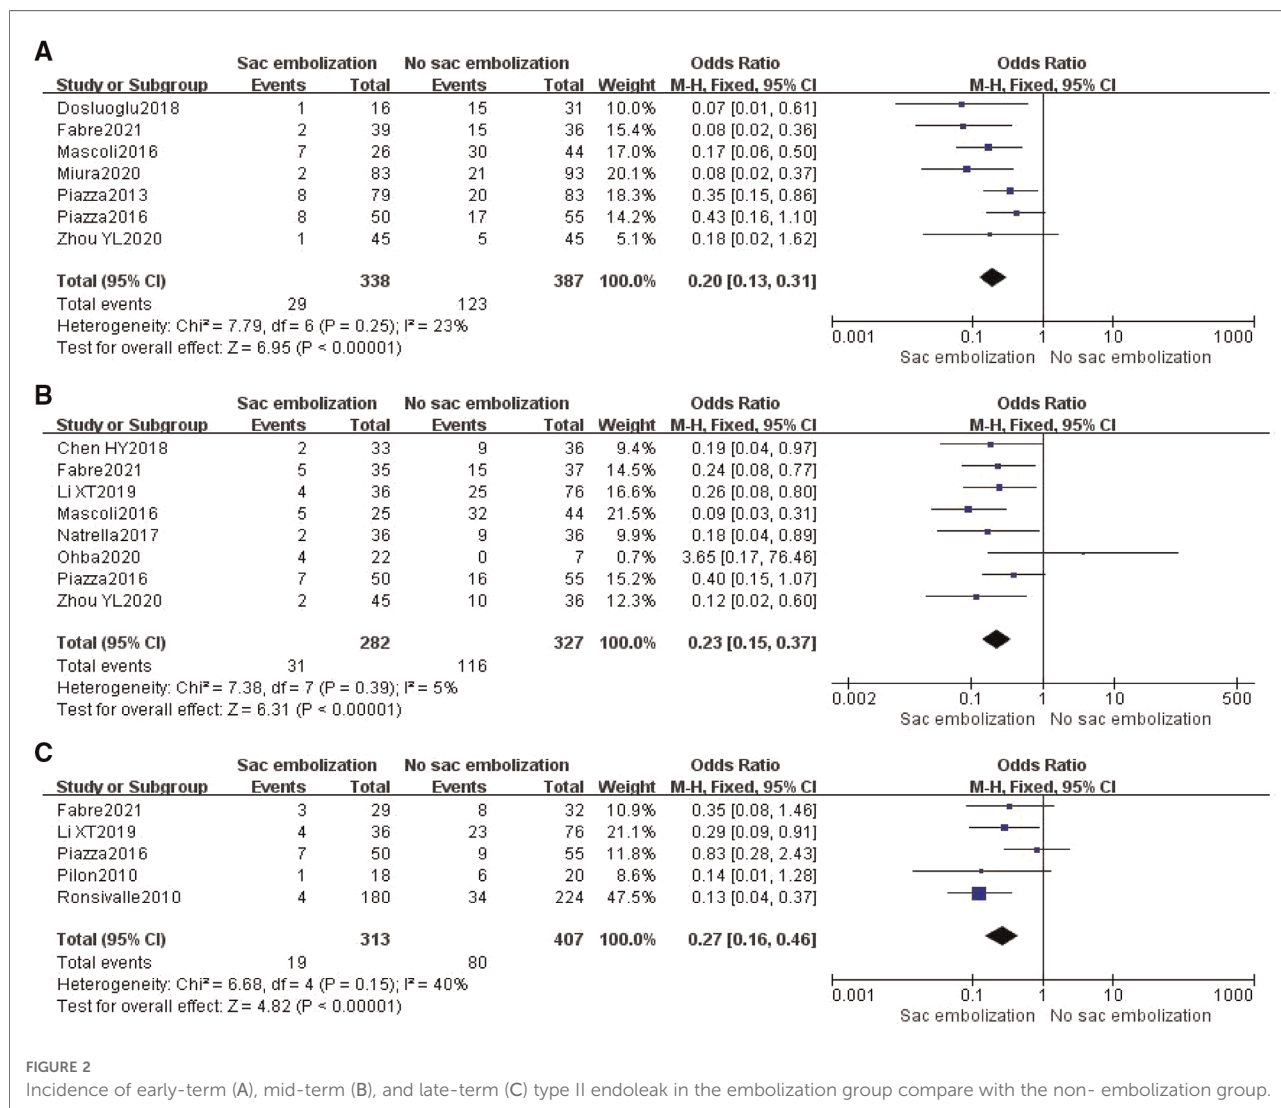 A
Sac embolization No sac embolization Odds Ratio Odds Ratio
Study or Subgroup Events Total Events Total Weight M-H, Fixed, 95% CI M-H, Fixed, 95% CI
Dosluoglu2018 1 16 15 31 10.0% 0.07 [0.01, 0.61]
Fabre2021 2 39 15 36 15.4% 0.08 [0.02, 0.36]
Mascoli2016 7 26 30 44 17.0% 0.17 [0.06, 0.50]
Miura2020 2 83 21 93 20.1% 0.08 [0.02, 0.37]
Piazza2013 8 79 20 83 18.3% 0.35 [0.15, 0.86]
Piazza2016 8 50 17 55 14.2% 0.43 [0.16, 1.10]
Zhou YL2020 1 45 5 45 5.1% 0.18 [0.02, 1.62]
Total (95% CI) 338 387 100.0% 0.20 [0.13, 0.31]
Total events 29 123
Heterogeneity: Chi² = 7.79, df = 6 (P = 0.25); I² = 23%
Test for overall effect: Z = 6.95 (P < 0.00001)
0.001 0.1 1 10 1000
Sac embolization No sac embolization
B
Sac embolization No sac embolization Odds Ratio Odds Ratio
Study or Subgroup Events Total Events Total Weight M-H, Fixed, 95% CI M-H, Fixed, 95% CI
Chen HY2018 2 33 9 36 9.4% 0.19 [0.04, 0.97]
Fabre2021 5 35 15 37 14.5% 0.24 [0.08, 0.77]
Li XT2019 4 36 25 76 16.6% 0.26 [0.08, 0.80]
Mascoli2016 5 25 32 44 21.5% 0.09 [0.03, 0.31]
Natrella2017 2 36 9 36 9.9% 0.18 [0.04, 0.89]
Ohba2020 4 22 0 7 0.7% 3.65 [0.17, 76.46]
Piazza2016 7 50 16 55 15.2% 0.40 [0.15, 1.07]
Zhou YL2020 2 45 10 36 12.3% 0.12 [0.02, 0.60]
Total (95% CI) 282 327 100.0% 0.23 [0.15, 0.37]
Total events 31 116
Heterogeneity: Chi² = 7.38, df = 7 (P = 0.39); I² = 5%
Test for overall effect: Z = 6.31 (P < 0.00001)
0.002 0.1 1 10 500
Sac embolization No sac embolization
C
Sac embolization No sac embolization Odds Ratio Odds Ratio
Study or Subgroup Events Total Events Total Weight M-H, Fixed, 95% CI M-H, Fixed, 95% CI
Fabre2021 3 29 8 32 10.9% 0.35 [0.08, 1.46]
Li XT2019 4 36 23 76 21.1% 0.29 [0.09, 0.91]
Piazza2016 7 50 9 55 11.8% 0.83 [0.28, 2.43]
Pilon2010 1 18 6 20 8.6% 0.14 [0.01, 1.28]
Ronsivalle2010 4 180 34 224 47.5% 0.13 [0.04, 0.37]
Total (95% CI) 313 407 100.0% 0.27 [0.16, 0.46]
Total events 19 80
Heterogeneity: Chi² = 6.68, df = 4 (P = 0.15); I² = 40%
Test for overall effect: Z = 4.82 (P < 0.00001)
0.001 0.1 1 10 1000
Sac embolization No sac embolization
FIGURE 2
Incidence of early-term (A), mid-term (B), and late-term (C) type II endoleak in the embolization group compare with the non- embolization group.